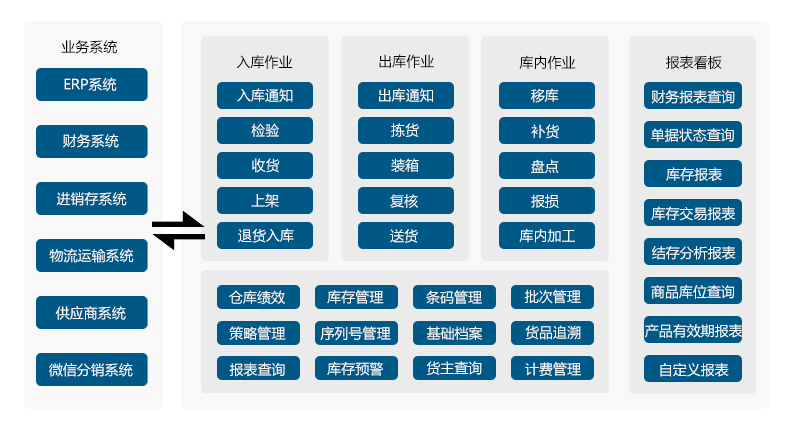 业务系统
ERP系统
财务系统
进销存系统
物流运输系统
供应商系统
微信分销系统
入库作业
入库通知
检验
收货
上架
退货入库
出库作业
出库通知
拣货
装箱
复核
送货
库内作业
移库
补货
盘点
报损
库内加工
仓库绩效
库存管理
条码管理
批次管理
策略管理
序列号管理
基础档案
货品追溯
报表查询
库存预警
货主查询
计费管理
报表看板
财务报表查询
单据状态查询
库存报表
库存交易报表
结存分析报表
商品库位查询
产品有效期报表
自定义报表